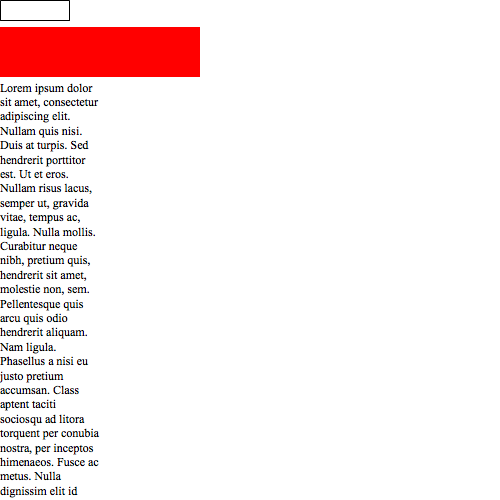 Lorem ipsum dolor
sit amet, consectetur
adipiscing elit.
Nullam quis nisi.
Duis at turpis. Sed
hendrerit porttitor
est. Ut et eros.
Nullam risus lacus,
semper ut, gravida
vitae, tempus ac,
ligula. Nulla mollis.
Curabitur neque
nibh, pretium quis,
hendrerit sit amet,
molestie non, sem.
Pellentesque quis
arcu quis odio
hendrerit aliquam.
Nam ligula.
Phasellus a nisi eu
justo pretium
accumsan. Class
aptent taciti
sociosqu ad litora
torquent per conubia
nostra, per inceptos
himenaeos. Fusce ac
metus. Nulla
dignissim elit id